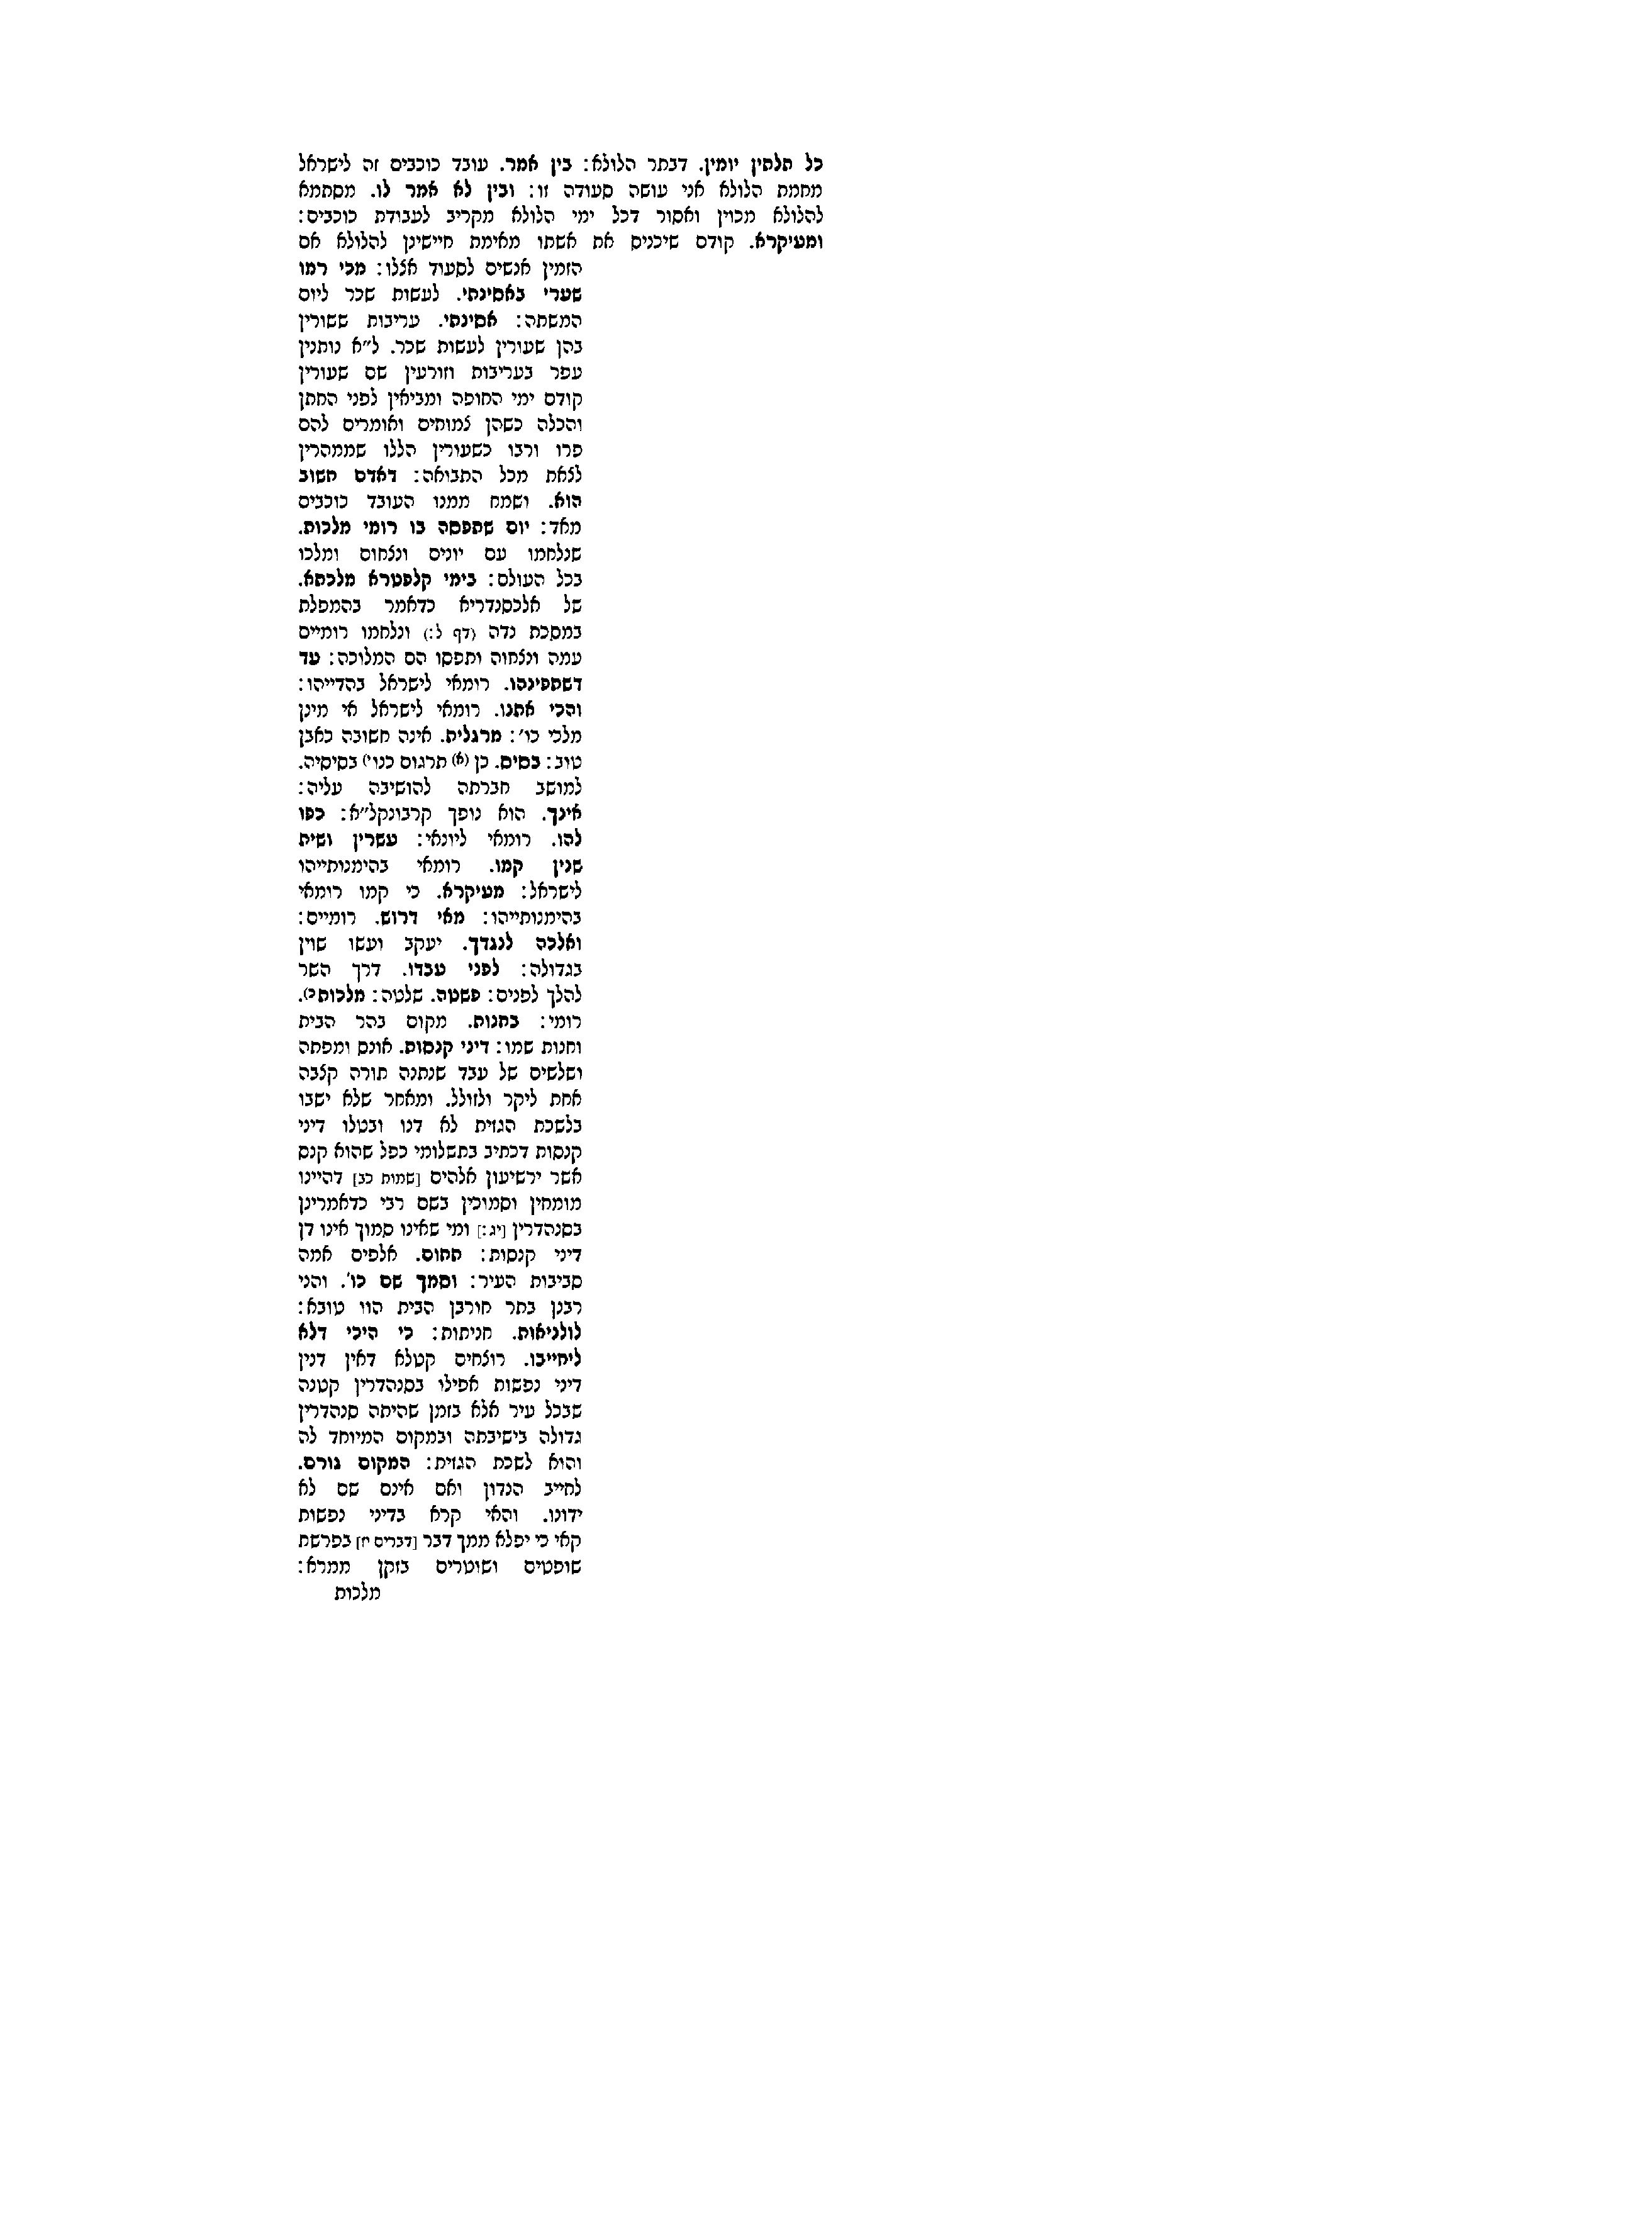 כל תלתין יומין. דבתר הלולא: בין אמר. עובד כוכבים זה לישראל
מחמת הלולא אני עושה סעודה זו: ובין לא אמר לו. מסתמא
להלולא מכוין ואסור דכל ימי הלולא מקריב לעבודת כוכבים:
ומעיקרא. קודם שיכניס את אשתו מאימת חיישינן להלולא אם
הזמין אנשים לסעוד אצלו: מכי רמו
שערי באסינתי. לעשות שכר ליום
המשתה: אסינתי. עריבות ששורין
בהן שעורין לעשות שכר. ל״א נותנין
עפר בעריבות וזורעין שם שעורין
קודם ימי החופה ומביאין לפני החתן
והכלה כשהן צמוחים ואומרים להם
פרו ורבו כשעורין הללו שממהרין
לצאת מכל התבואה: דאדם חשוב
הוא. ושמח ממנו העובד כוכבים
מאד: יום שתפסה בו רומי מלכות.
שנלחמו עם יונים ונצחום ומלכו
בכל העולם: בימי קלפטרא מלכתא.
של אלכסנדריא כדאמר בהמפלת
במסכת נדה (דף ל:) ונלחמו רומיים
עמה ונצחוה ותפסו הם המלוכה: עד
דשתפינהו. רומאי לישראל בהדייהו:
והכי אתנו. רומאי לישראל אי מינן
מלכי כו׳: מרגלית. אינה חשובה כאבן
טוב: בסיס. כן (א) תרגום כנו י) בסיסיה.
למושב חברתה להושיבה עליה:
אינך. הוא נופך קרבונקל״א: כפו
להו. רומאי ליונאי: עשרין ושית
שנין קמו. רומאי בהימנותייהו
לישראל: מעיקרא. כי קמו רומאי
בהימנותייהו: מאי דרוש. רומיים:
ואלכה לנגדך. יעקב ועשו שוין
בגדולה: לפני עבדו. דרך השר
להלך לפנים: פשטה. שלטה: מלכות כ).
רומי: בחנות. מקום בהר הבית
וחנות שמו: דיני קנסות. אונס ומפתה
ושלשים של עבד שנתנה תורה קצבה
אחת ליקר ולזולל. ומאחר שלא ישבו
בלשכת הגזית לא דנו ובטלו דיני
קנסות דכתיב בתשלומי כפל שהוא קנס
אשר ירשיעון אלהים [שמות כב] דהיינו
מומחין וסמוכין בשם רבי כדאמרינן
בסנהדרין [יג:] ומי שאינו סמוך אינו דן
דיני קנסות: תחום. אלפים אמה
סביבות העיר: וסמך שם כו'. והני
רבנן בתר חורבן הבית הוו טובא:
לולניאות. חניתות: כי היכי דלא
ליחייבו. רוצחים קטלא דאין דנין
דיני נפשות אפילו בסנהדרין קטנה
שבכל עיר אלא בזמן שהיתה סנהדרין
גדולה בישיבתה ובמקום המיוחד לה
והוא לשכת הגזית: המקום גורם.
לחייב הנדון ואם אינם שם לא
ידונו. והאי קרא בדיני נפשות
קאי כי יפלא ממך דבר [דברים יז] בפרשת
שופטים ושוטרים בזקן ממרא:
מלכות